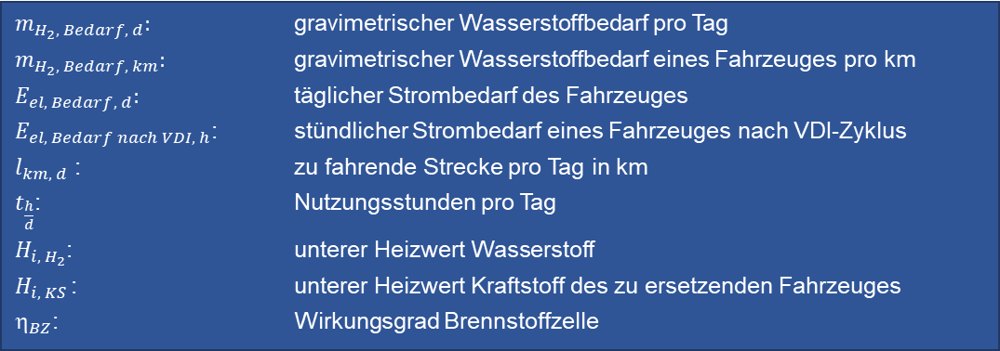 m_{H_2, Bedarf, d}: gravimetrischer Wasserstoffbedarf pro Tag
m_{H_2, Bedarf, km}: gravimetrischer Wasserstoffbedarf eines Fahrzeuges pro km
E_{el, Bedarf, d}: täglicher Strombedarf des Fahrzeuges
E_{el, Bedarf nach VDI, h}: stündlicher Strombedarf eines Fahrzeuges nach VDI-Zyklus
l_{km, d} : zu fahrende Strecke pro Tag in km
t_{\frac{h}{d}}: Nutzungsstunden pro Tag
H_{i, H_2}: unterer Heizwert Wasserstoff
H_{i, KS} : unterer Heizwert Kraftstoff des zu ersetzenden Fahrzeuges
η_{BZ}: Wirkungsgrad Brennstoffzelle